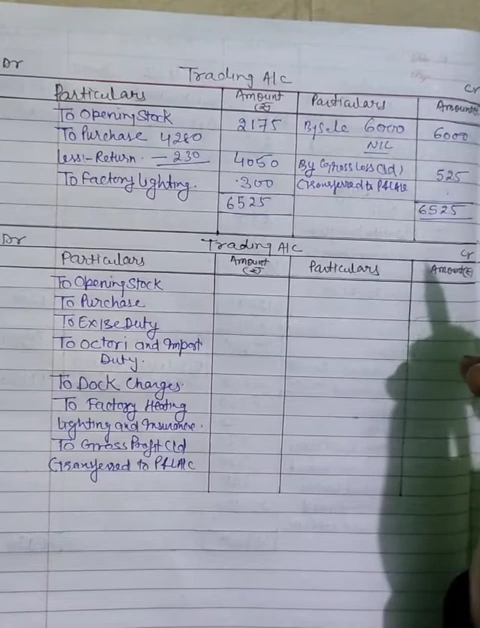 Dr
Trading A/c
Cr
Particulars Amount (₹) Particulars Amount(₹)
To Opening Stock 2175 By Sale 6000 6000
To Purchase 4280 NIL
Less:- Return. - 230 4050 By Gross Loss C/d)
To Factory Lighting. 300 (Transferred to P&L A/c 525
6525 6525
Dr
Trading A/c
Cr
Particulars Amount (₹) Particulars Amount(₹)
To Opening Stock
To Purchase
To Exise Duty
To Octori and Import
Duty.
To Dock Charges.
To Factory Heating
Lighting and Insurance.
To Gross Profit C/d
(Transferred to P&L A/C